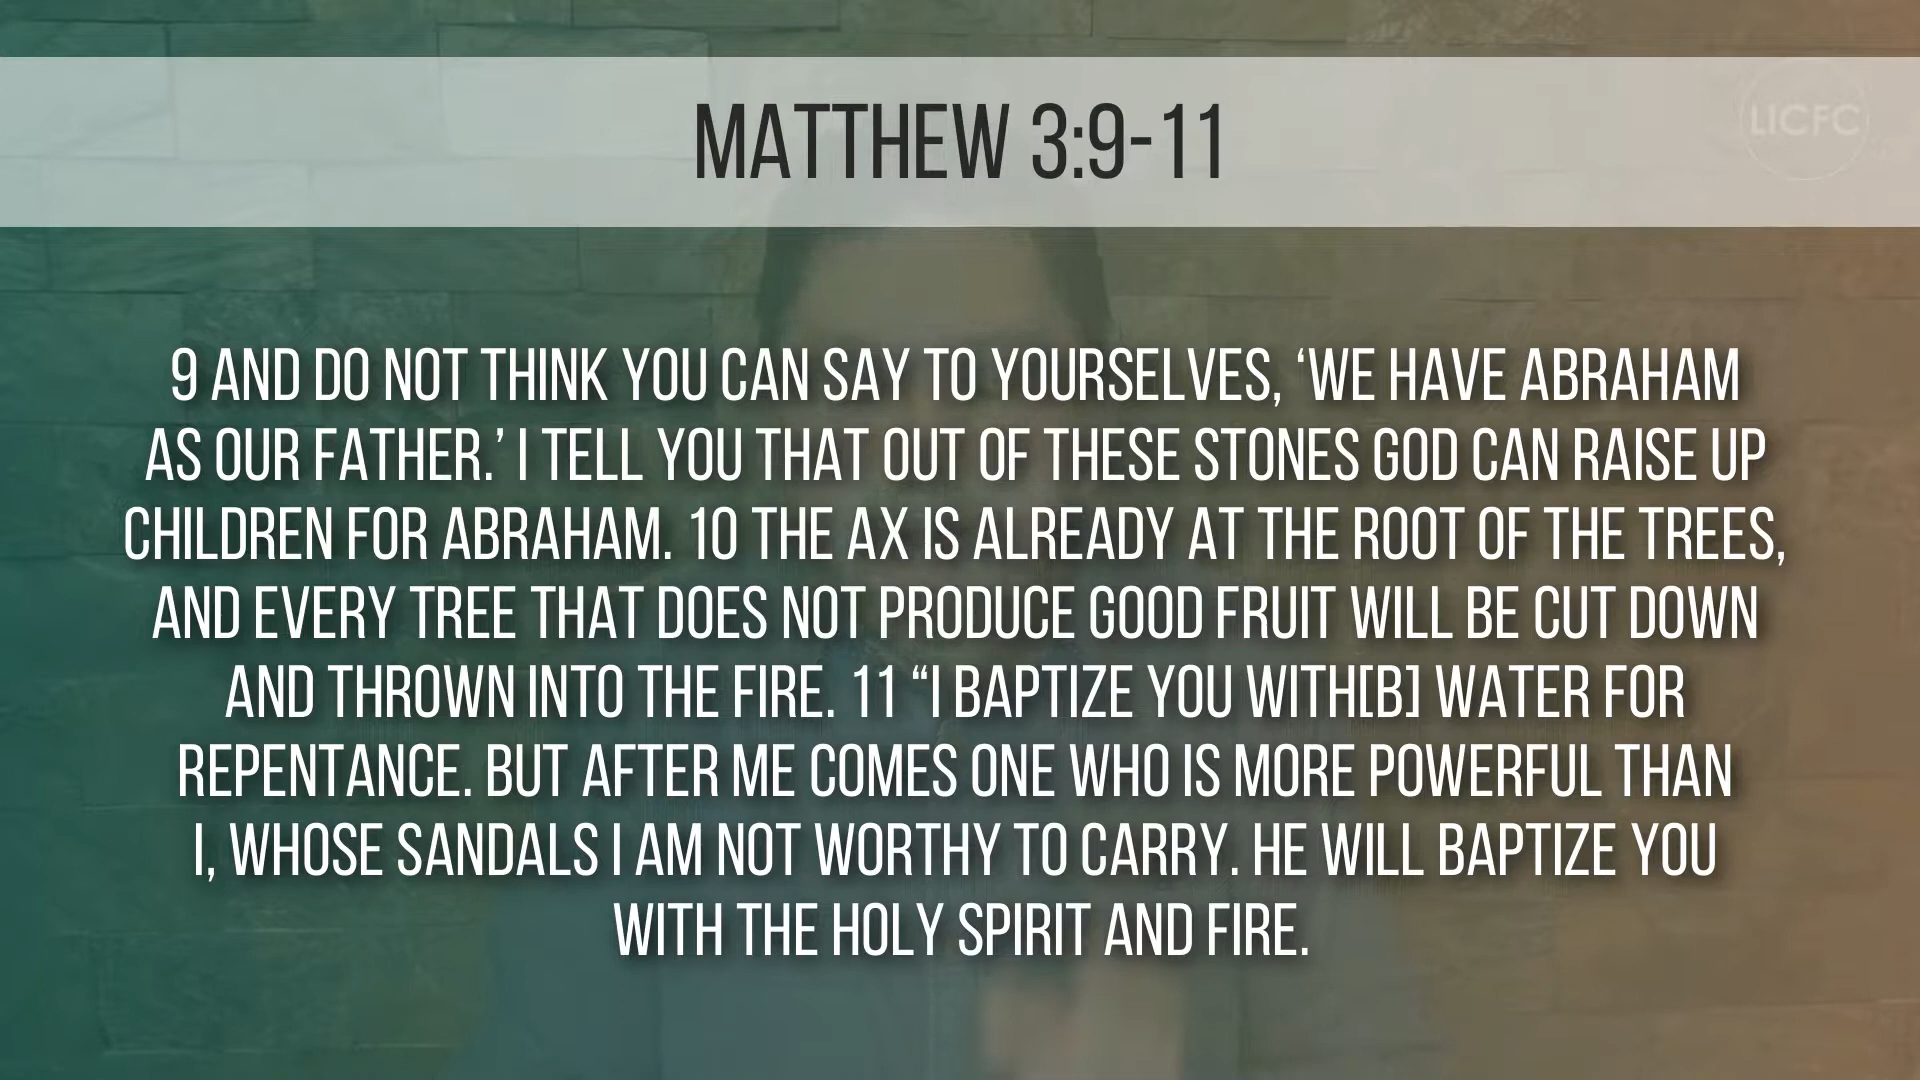 MATTHEW 3:9-11
LICFC
9 AND DO NOT THINK YOU CAN SAY TO YOURSELVES, ‘WE HAVE ABRAHAM
AS OUR FATHER.’ I TELL YOU THAT OUT OF THESE STONES GOD CAN RAISE UP
CHILDREN FOR ABRAHAM. 10 THE AX IS ALREADY AT THE ROOT OF THE TREES,
AND EVERY TREE THAT DOES NOT PRODUCE GOOD FRUIT WILL BE CUT DOWN
AND THROWN INTO THE FIRE. 11 “I BAPTIZE YOU WITH[B] WATER FOR
REPENTANCE. BUT AFTER ME COMES ONE WHO IS MORE POWERFUL THAN
I, WHOSE SANDALS I AM NOT WORTHY TO CARRY. HE WILL BAPTIZE YOU
WITH THE HOLY SPIRIT AND FIRE.